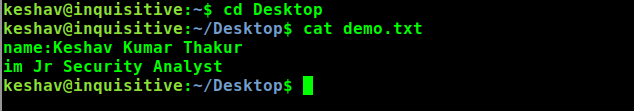 keshav@inquisitive:~$ cd Desktop
keshav@inquisitive:~/Desktop$ cat demo.txt
name:Keshav Kumar Thakur
im Jr Security Analyst
keshav@inquisitive:~/Desktop$